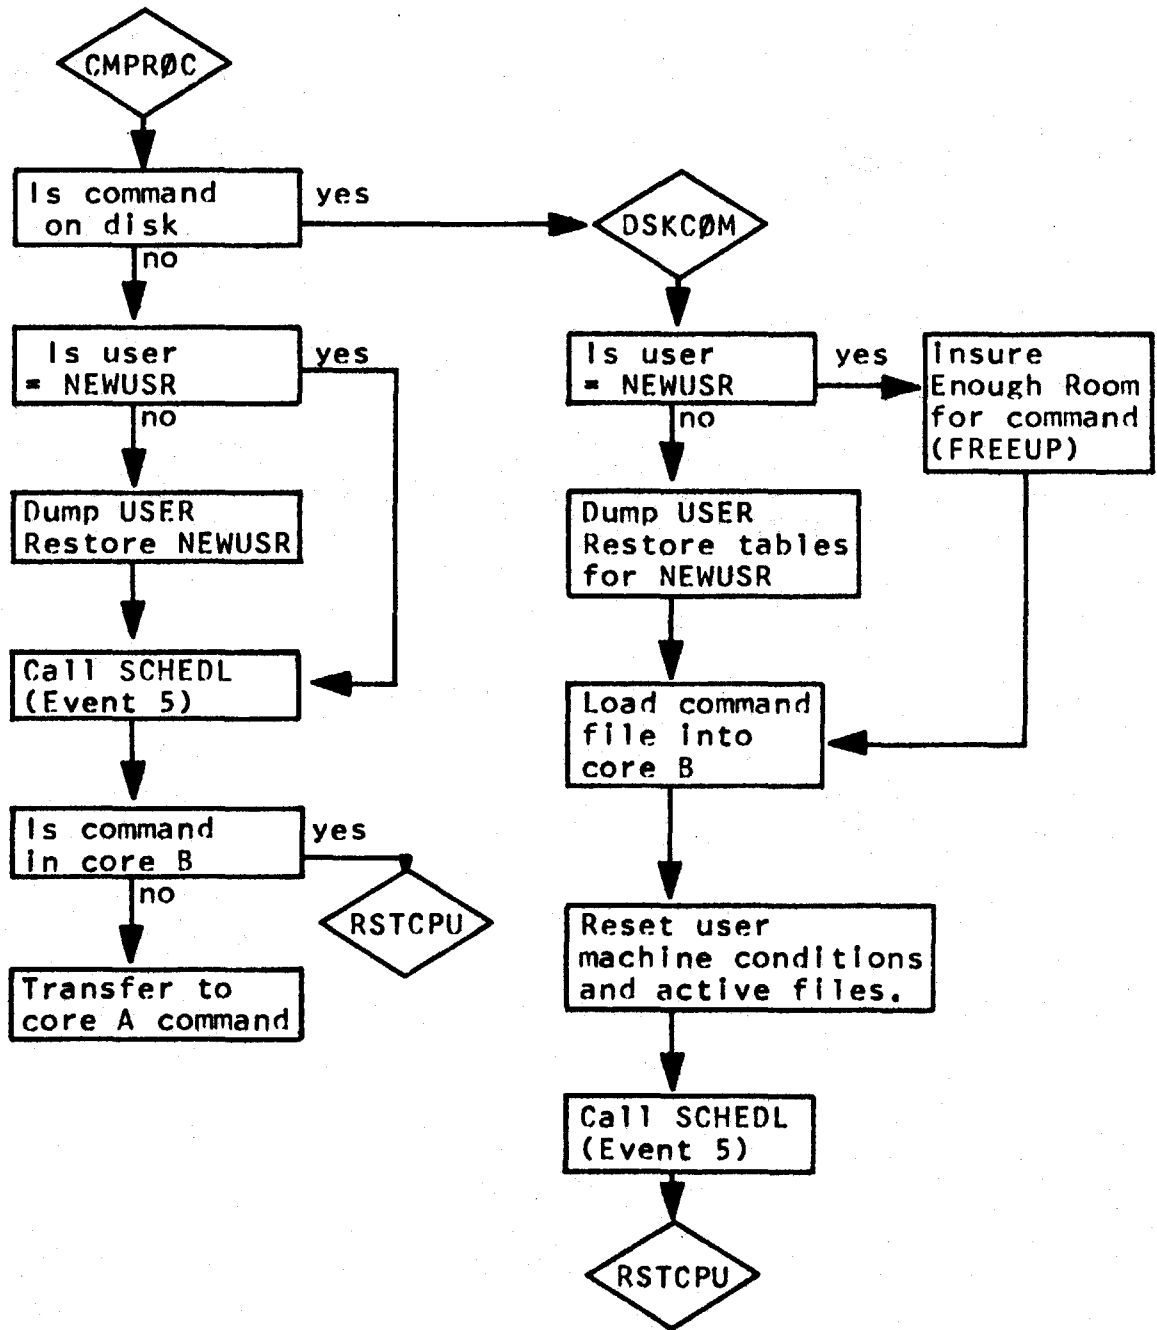 CMPRØC
Is command
on disk
yes
no
DSKCØM
Is user
= NEWUSR
yes
no
Dump USER
Restore NEWUSR
Call SCHEDL
(Event 5)
Is command
in core B
yes
no
RSTCPU
Transfer to
core A command
Is user
= NEWUSR
yes
no
Insure
Enough Room
for command
(FREEUP)
Dump USER
Restore tables
for NEWUSR
Load command
file into
core B
Reset user
machine conditions
and active files.
Call SCHEDL
(Event 5)
RSTCPU